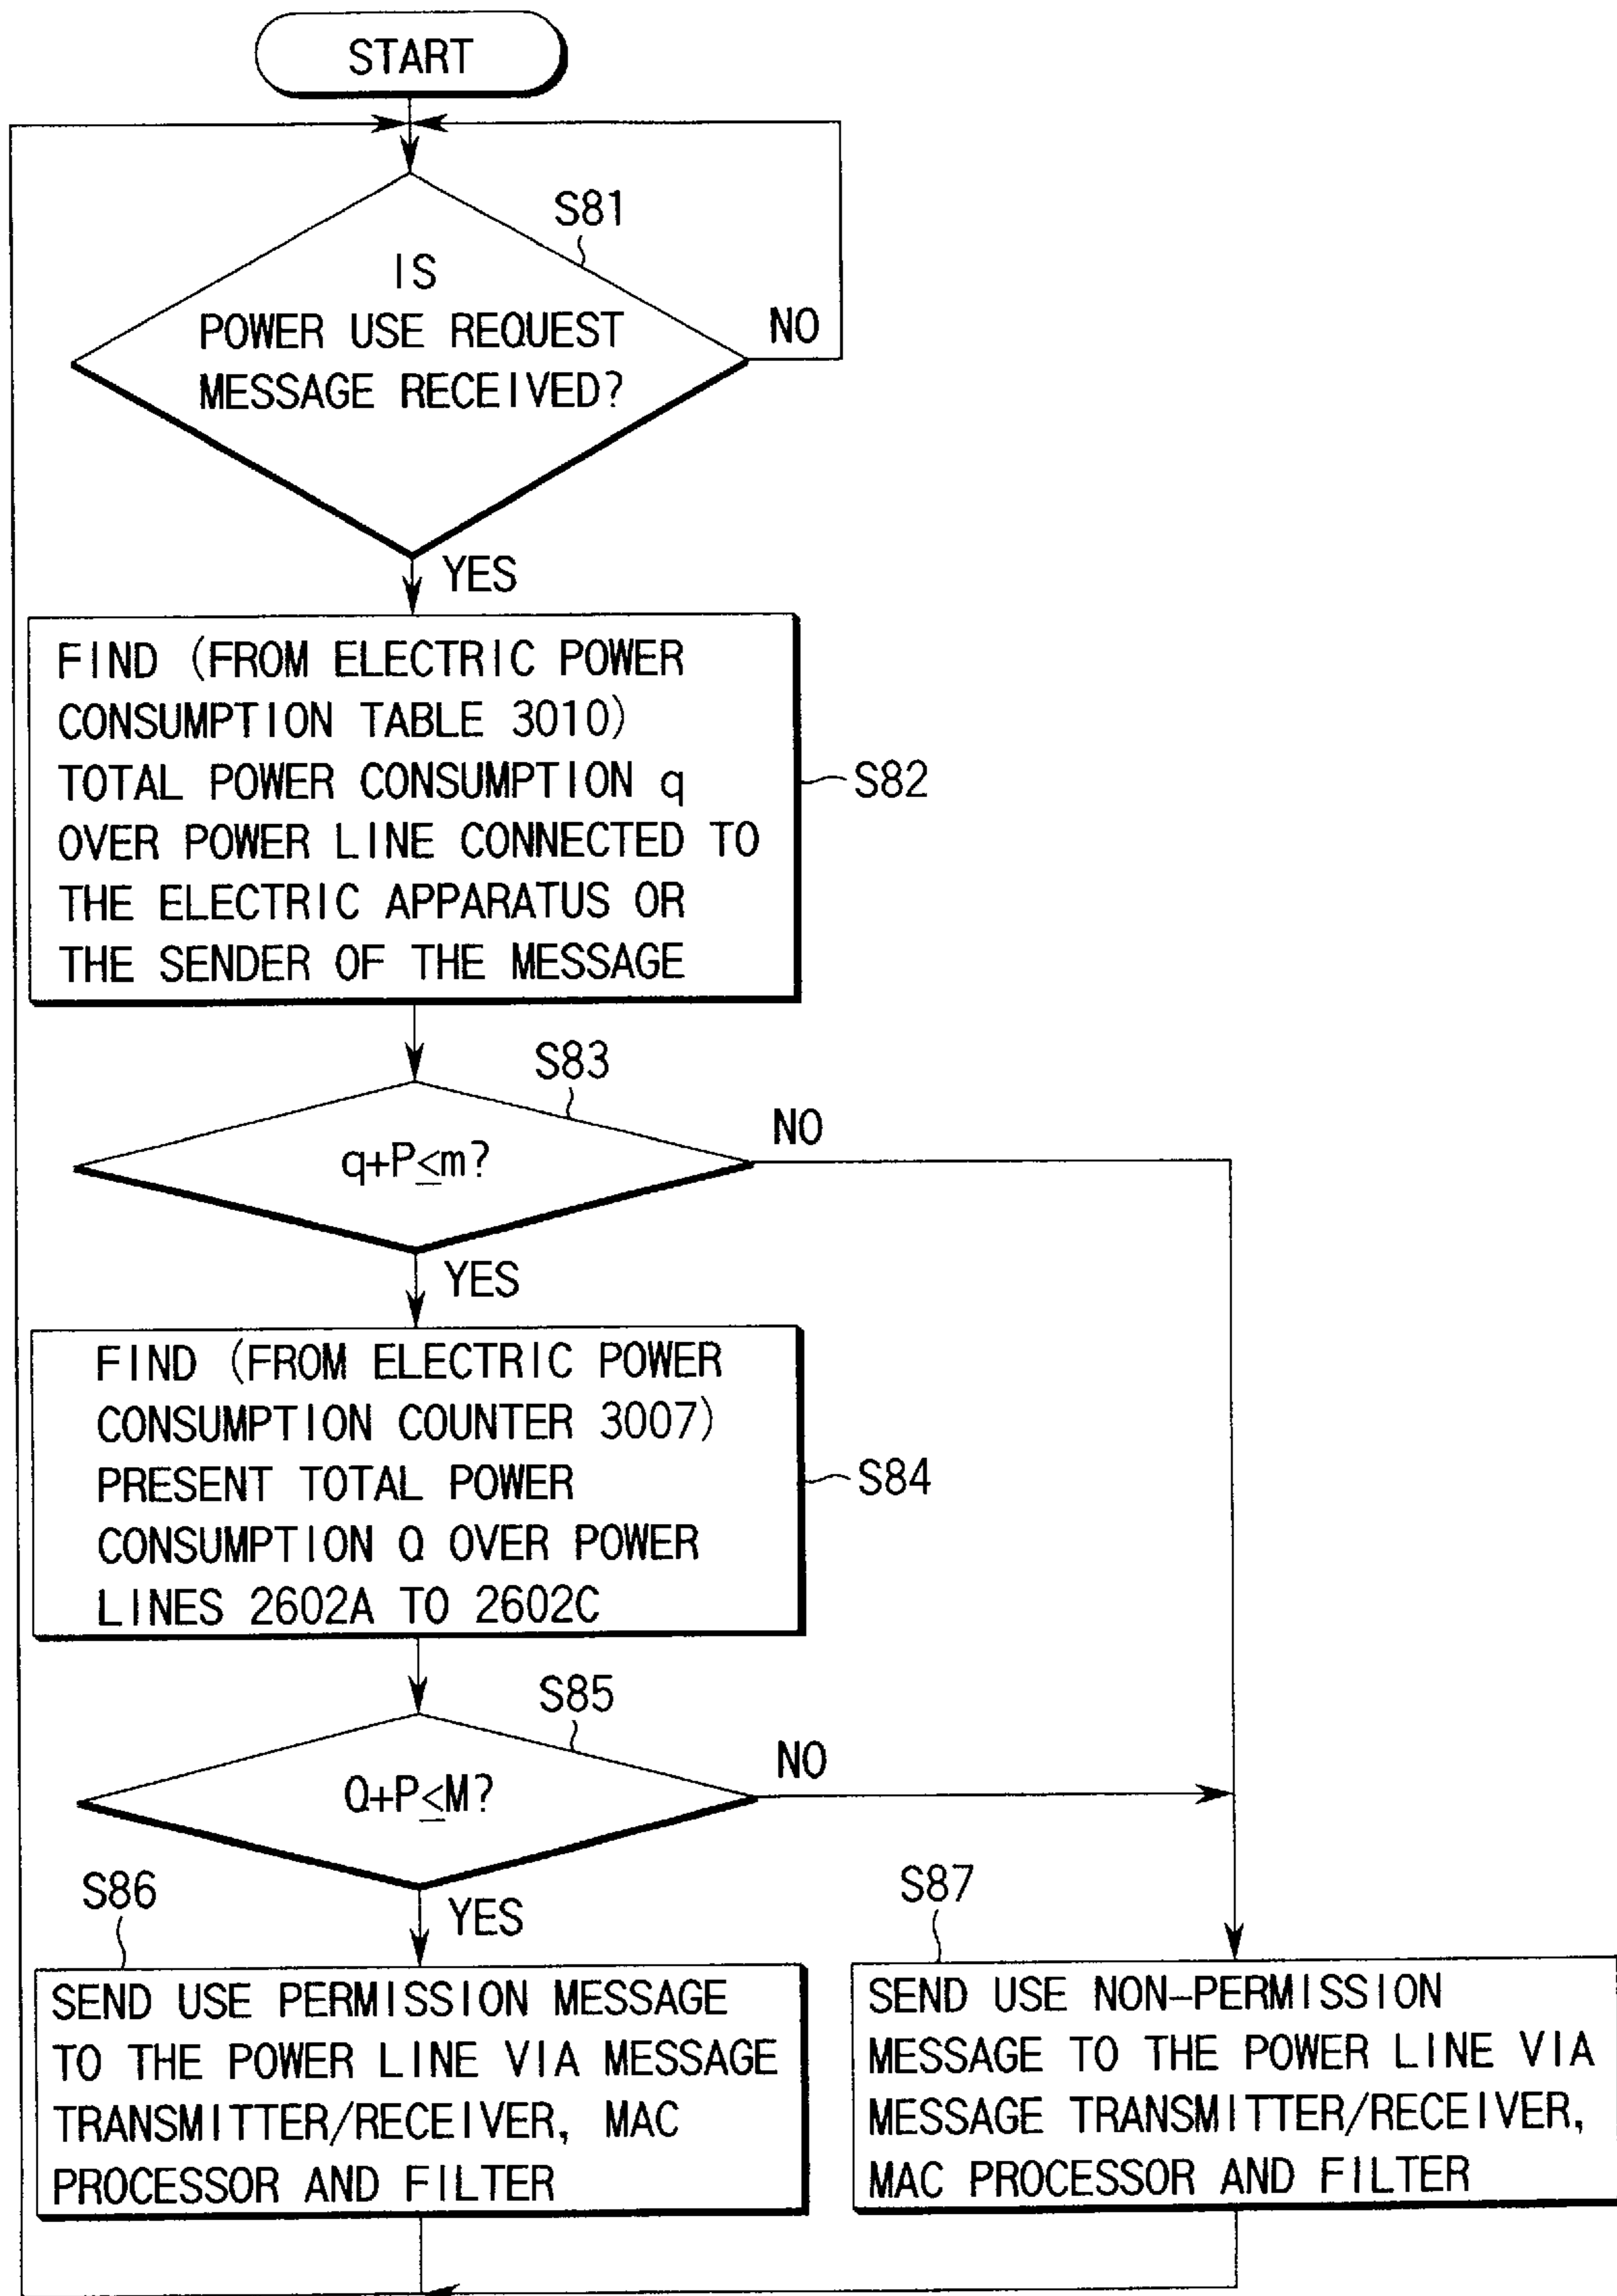 START
S81
IS
POWER USE REQUEST
MESSAGE RECEIVED?
NO
YES
FIND (FROM ELECTRIC POWER
CONSUMPTION TABLE 3010)
TOTAL POWER CONSUMPTION q
OVER POWER LINE CONNECTED TO
THE ELECTRIC APPARATUS OR
THE SENDER OF THE MESSAGE
S82
S83
q+P≤m?
NO
YES
FIND (FROM ELECTRIC POWER
CONSUMPTION COUNTER 3007)
PRESENT TOTAL POWER
CONSUMPTION Q OVER POWER
LINES 2602A TO 2602C
S84
S85
Q+P≤M?
NO
YES
S86
SEND USE PERMISSION MESSAGE
TO THE POWER LINE VIA MESSAGE
TRANSMITTER/RECEIVER, MAC
PROCESSOR AND FILTER
S87
SEND USE NON-PERMISSION
MESSAGE TO THE POWER LINE VIA
MESSAGE TRANSMITTER/RECEIVER,
MAC PROCESSOR AND FILTER